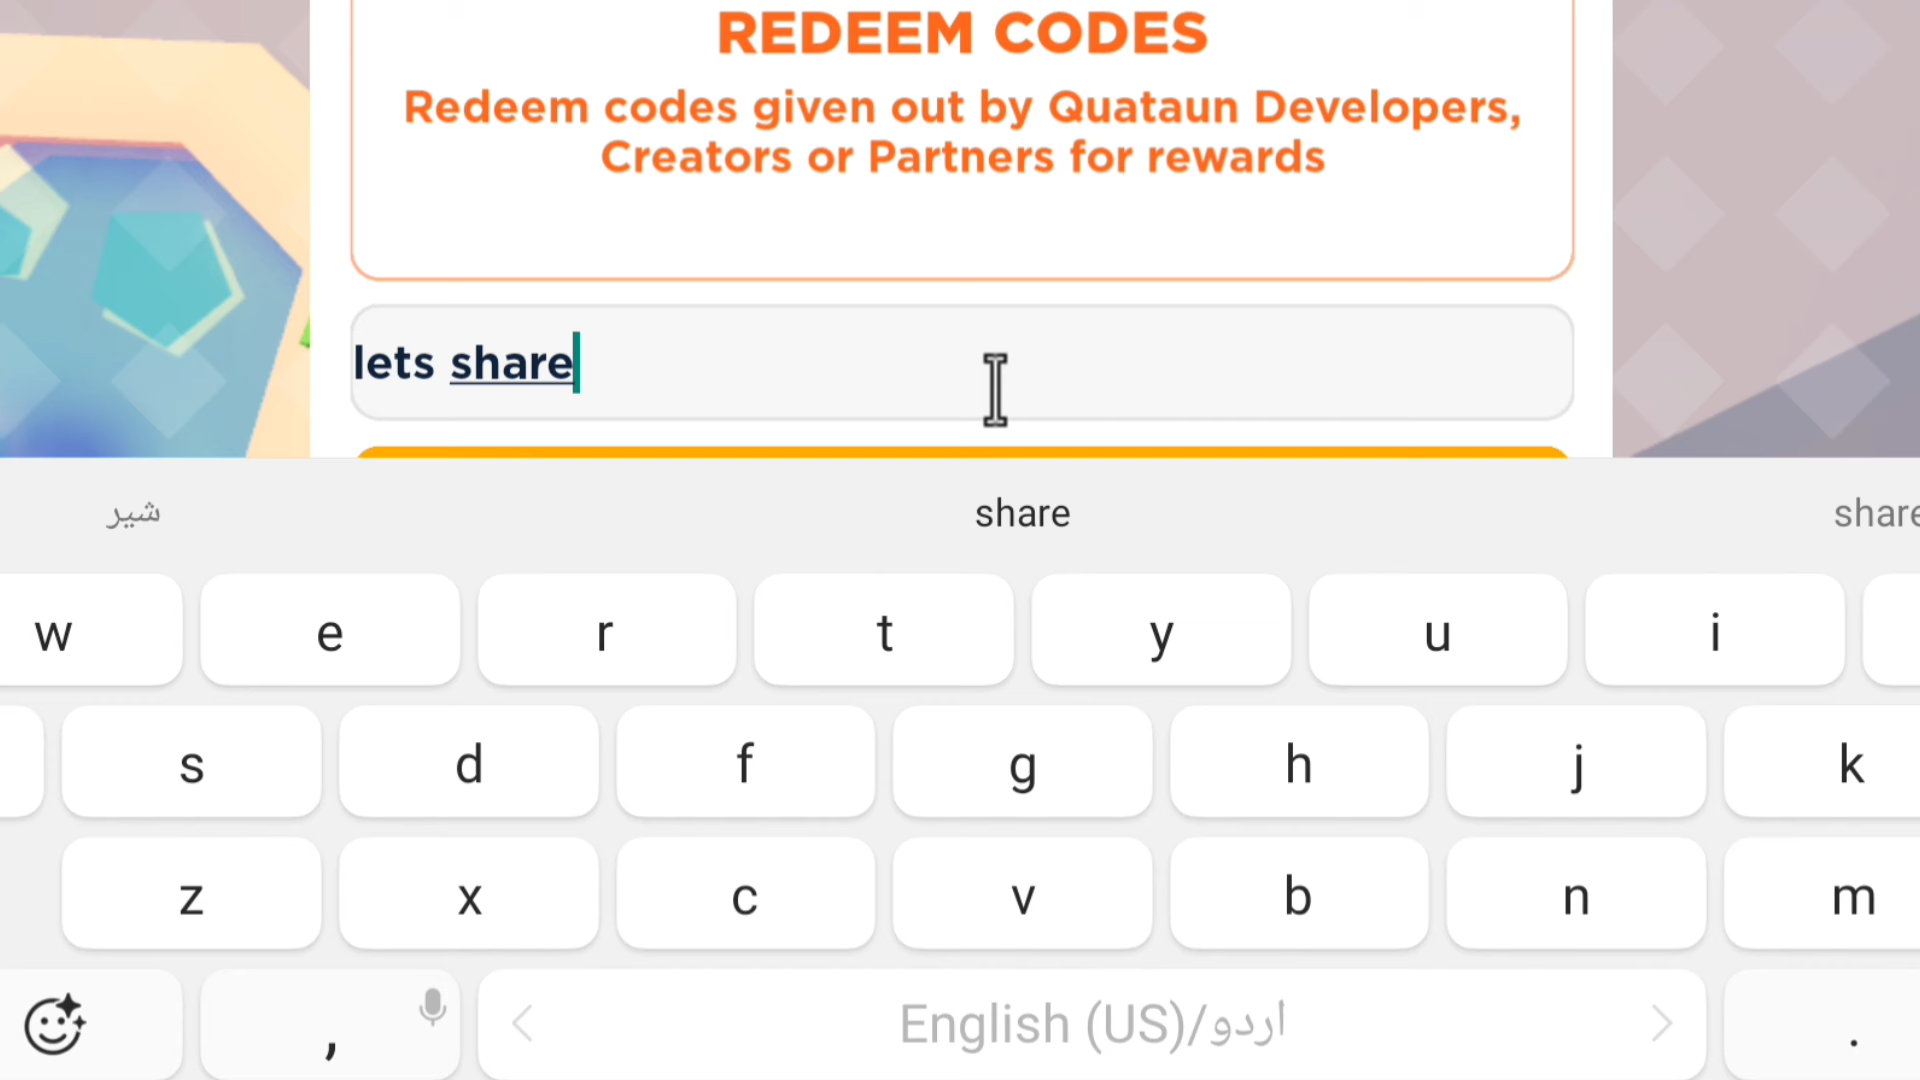 REDEEM CODES
Redeem codes given out by Quataun Developers,
Creators or Partners for rewards
lets share
شیر share share
w e r t y u i
s d f g h j k
z x c v b n m
, English (US)/اردو .